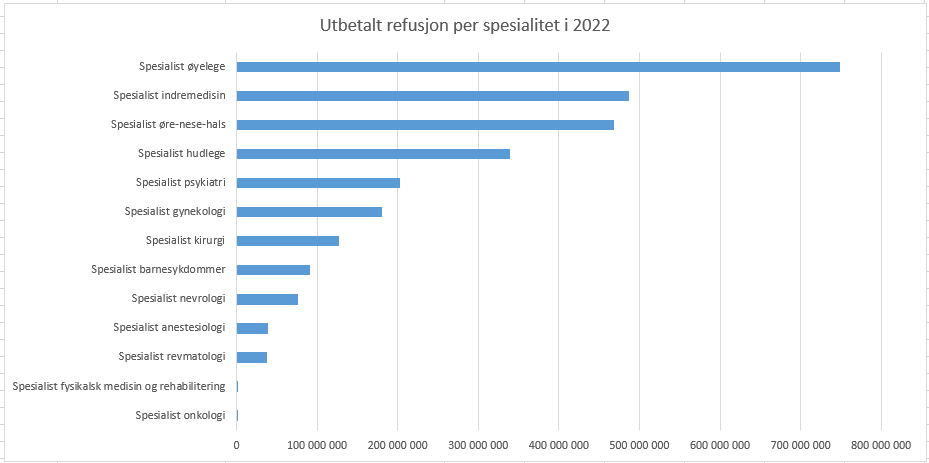 Utbetalt refusjon per spesialitet i 2022
Spesialist øyelege
Spesialist indremedisin
Spesialist øre-nese-hals
Spesialist hudlege
Spesialist psykiatri
Spesialist gynekologi
Spesialist kirurgi
Spesialist barnesykdommer
Spesialist nevrologi
Spesialist anestesiologi
Spesialist revmatologi
Spesialist fysikalsk medisin og rehabilitering
Spesialist onkologi
0 100 000 000 200 000 000 300 000 000 400 000 000 500 000 000 600 000 000 700 000 000 800 000 000